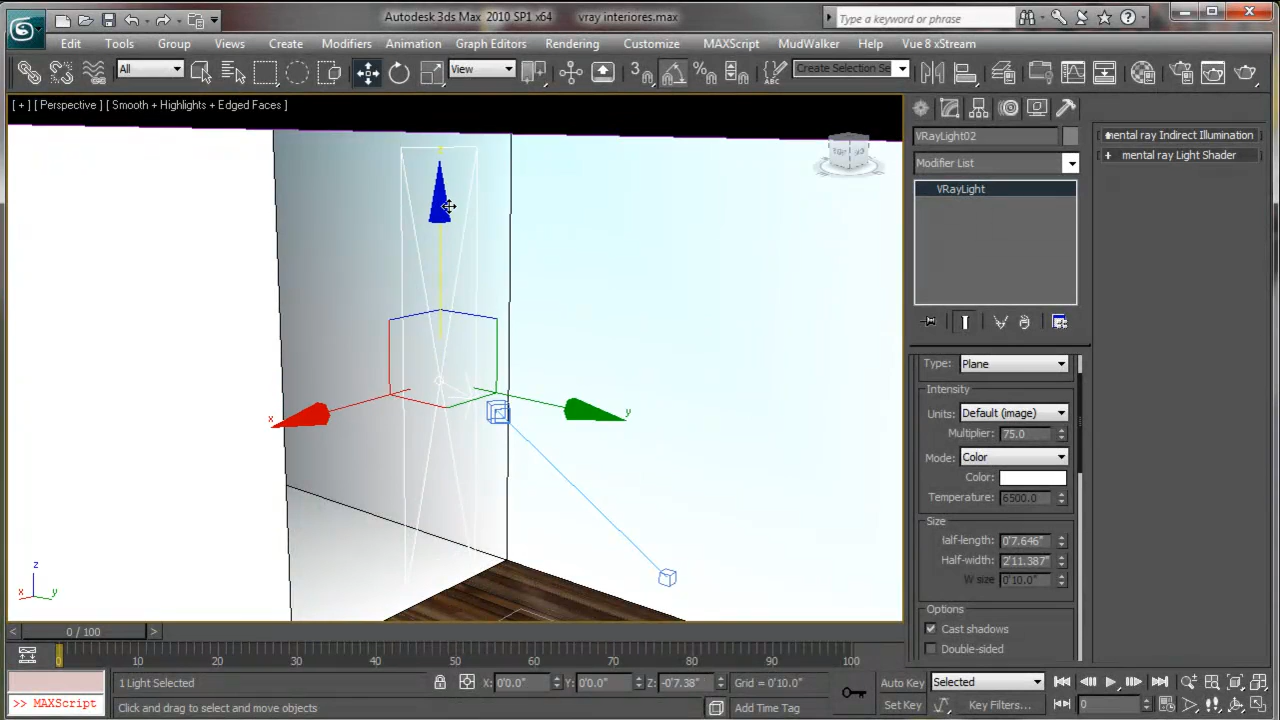 Autodesk 3ds Max 2010 SP1 x64 vray interiores.max
Type a keyword or phrase
Edit Tools Group Views Create Modifiers Animation Graph Editors Rendering Customize MAXScript MudWalker Help Vue 8 xStream
All View 3 Create Selection Se
[ + ] [ Perspective ] [ Smooth + Highlights + Edged Faces ]
VRayLight02
mental ray Indirect Illumination
+ mental ray Light Shader
Modifier List
VRayLight
Type: Plane
Intensity
Units: Default (image)
Multiplier: 75.0
Mode: Color
Color:
Temperature: 6500.0
Size
Half-length: 0'7.646"
Half-width: 2'11.387"
W size 0'10.0"
Options
Cast shadows
Double-sided
x
y
z
x
y
< 0 / 100 >
0 10 20 30 40 50 60 70 80 90 100
1 Light Selected X: 0'0.0" Y: 0'0.0" Z: -0'7.38" Grid = 0'10.0" Auto Key Selected
>> MAXScript Click and drag to select and move objects Add Time Tag Set Key Key Filters... 0